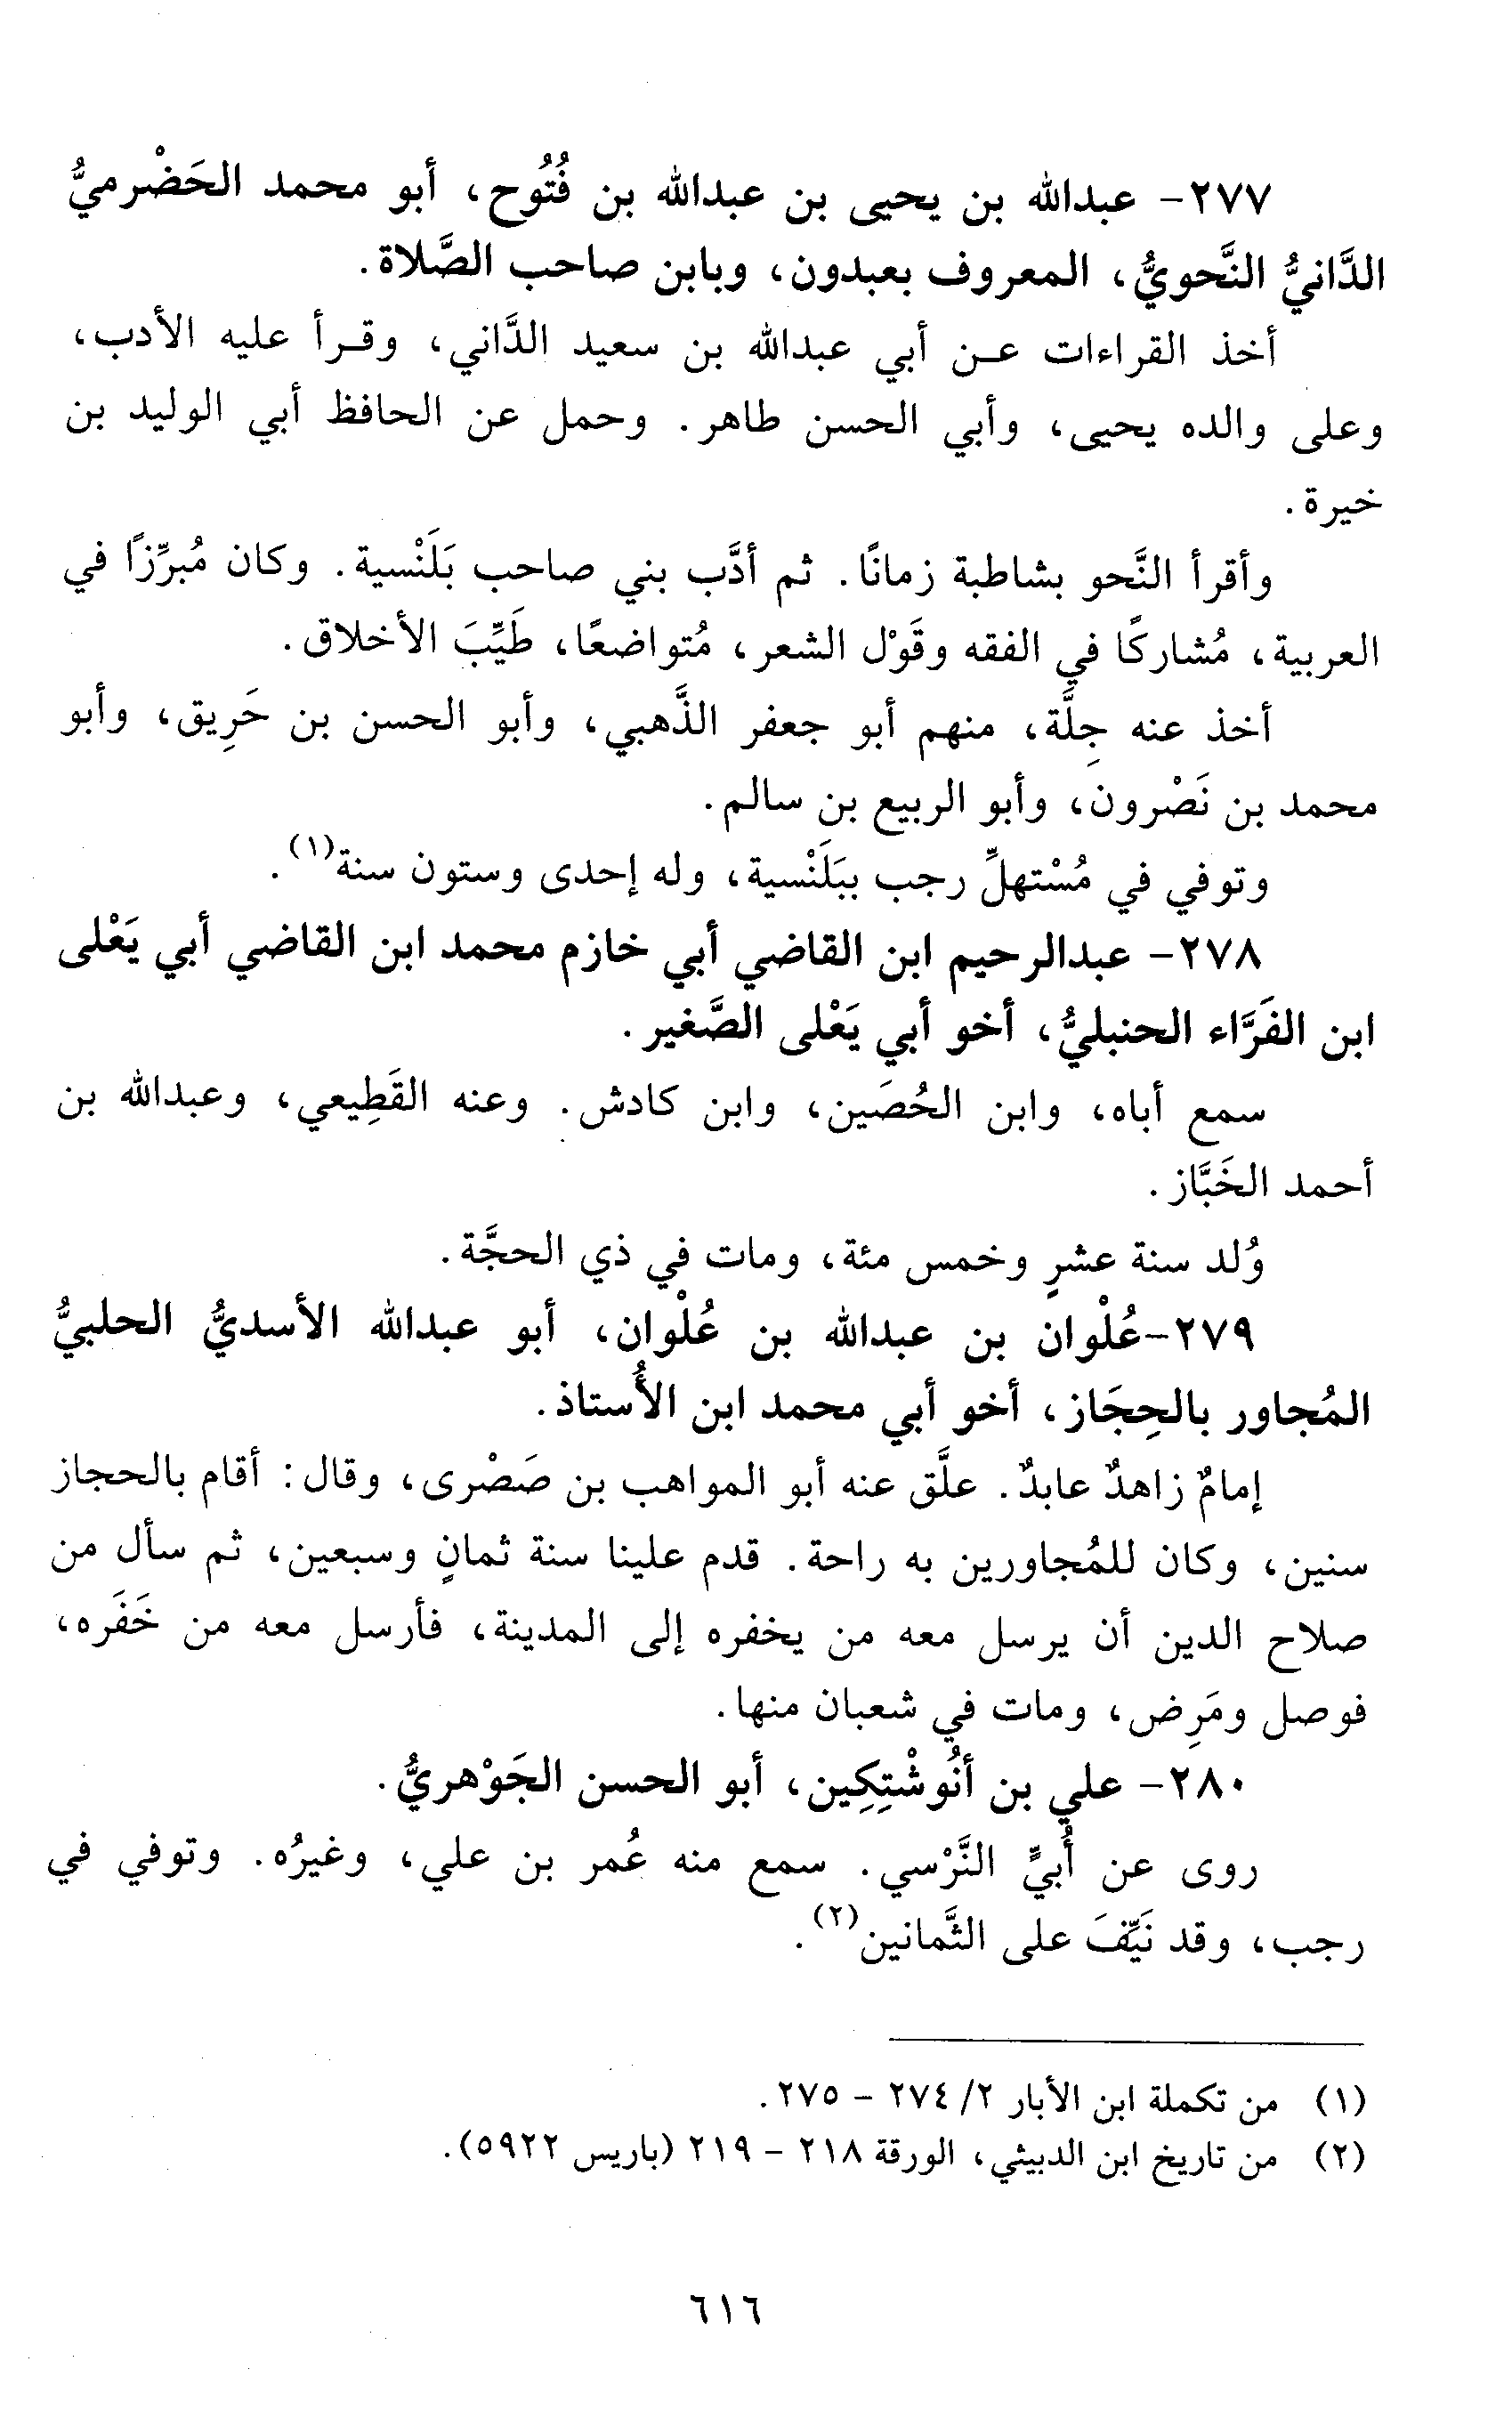 ٢٧٧- عبدالله بن يحيى بن عبدالله بن فُتُوح، أبو محمد الحَضْرميُّ
الدَّانيُّ النَّحويُّ، المعروف بعبدون، وبابن صاحب الصَّلاة.
أخذ القراءات عن أبي عبدالله بن سعيد الدَّاني، وقرأ عليه الأدب،
وعلى والده يحيى، وأبي الحسن طاهر. وحمل عن الحافظ أبي الوليد بن
خيرة.
وأقرأ النَّحو بشاطبة زمانًا. ثم أدَّب بني صاحب بَلَنْسية. وكان مُبرِّزًا في
العربية، مُشاركًا في الفقه وقَوْل الشعر، مُتواضعًا، طَيِّبَ الأخلاق.
أخذ عنه جِلَّة، منهم أبو جعفر الذَّهبي، وأبو الحسن بن حَرِيق، وأبو
محمد بن نَصْرون، وأبو الربيع بن سالم.
وتوفي في مُسْتهلِّ رجب ببَلَنْسية، وله إحدى وستون سنة(١).
٢٧٨- عبدالرحيم ابن القاضي أبي خازم محمد ابن القاضي أبي يَعْلى
ابن الفَرَّاء الحنبليُّ، أخو أبي يَعْلى الصَّغير.
سمع أباه، وابن الحُصَين، وابن كادش. وعنه القَطِيعي، وعبدالله بن
أحمد الخَبَّاز.
وُلد سنة عشرٍ وخمس مئة، ومات في ذي الحجَّة.
٢٧٩-عُلْوان بن عبدالله بن عُلْوان، أبو عبدالله الأسديُّ الحلبيُّ
المُجاور بالحِجَاز، أخو أبي محمد ابن الأُستاذ.
إمامٌ زاهدٌ عابدٌ. علَّق عنه أبو المواهب بن صَصْرى، وقال: أقام بالحجاز
سنين، وكان للمُجاورين به راحة. قدم علينا سنة ثمانٍ وسبعين، ثم سأل من
صلاح الدين أن يرسل معه من يخفره إلى المدينة، فأرسل معه من خَفَره،
فوصل ومَرِض، ومات في شعبان منها.
٢٨٠- علي بن أنُوشْتِكِين، أبو الحسن الجَوْهريُّ.
روى عن أُبيٍّ النَّرْسي. سمع منه عُمر بن علي، وغيرُه. وتوفي في
رجب، وقد نَيِّفَ على الثَّمانين(٢).
(١) من تكملة ابن الأبار ٢/ ٢٧٤ - ٢٧٥.
(٢) من تاريخ ابن الدبيثي، الورقة ٢١٨ - ٢١٩ (باريس ٥٩٢٢).
٦١٦